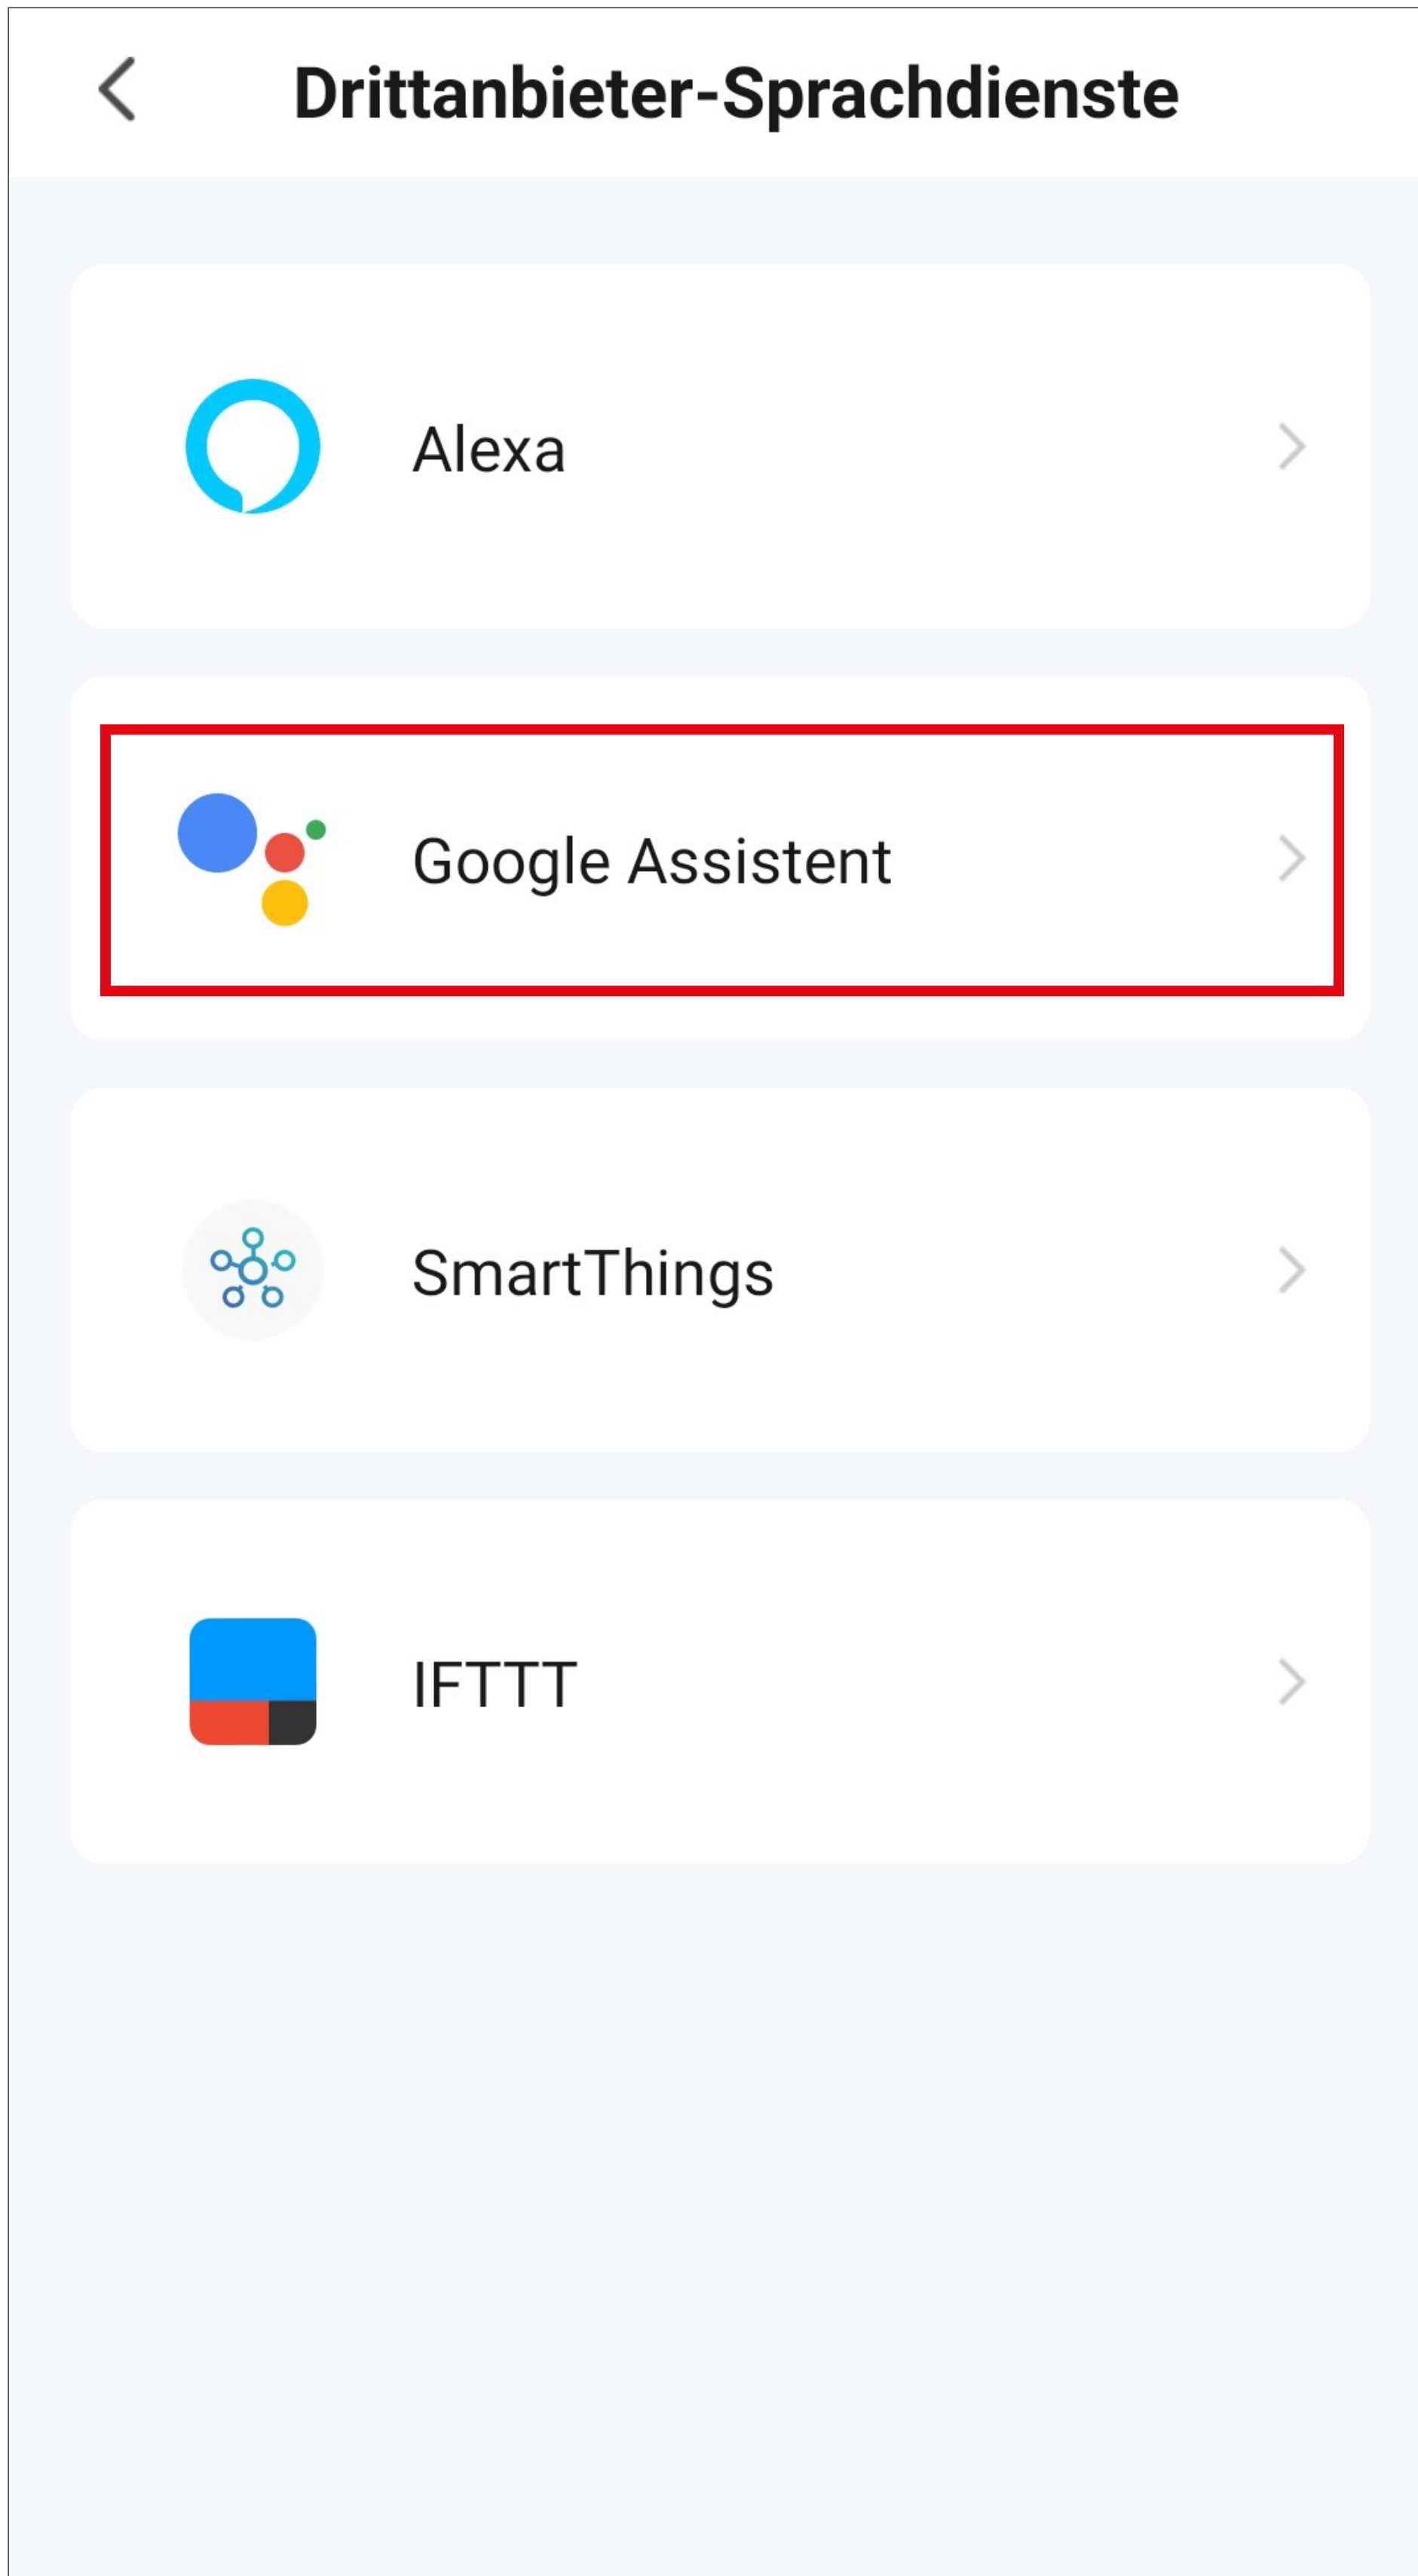 Drittanbieter-Sprachdienste
Alexa
Google Assistent
SmartThings
IFTTT